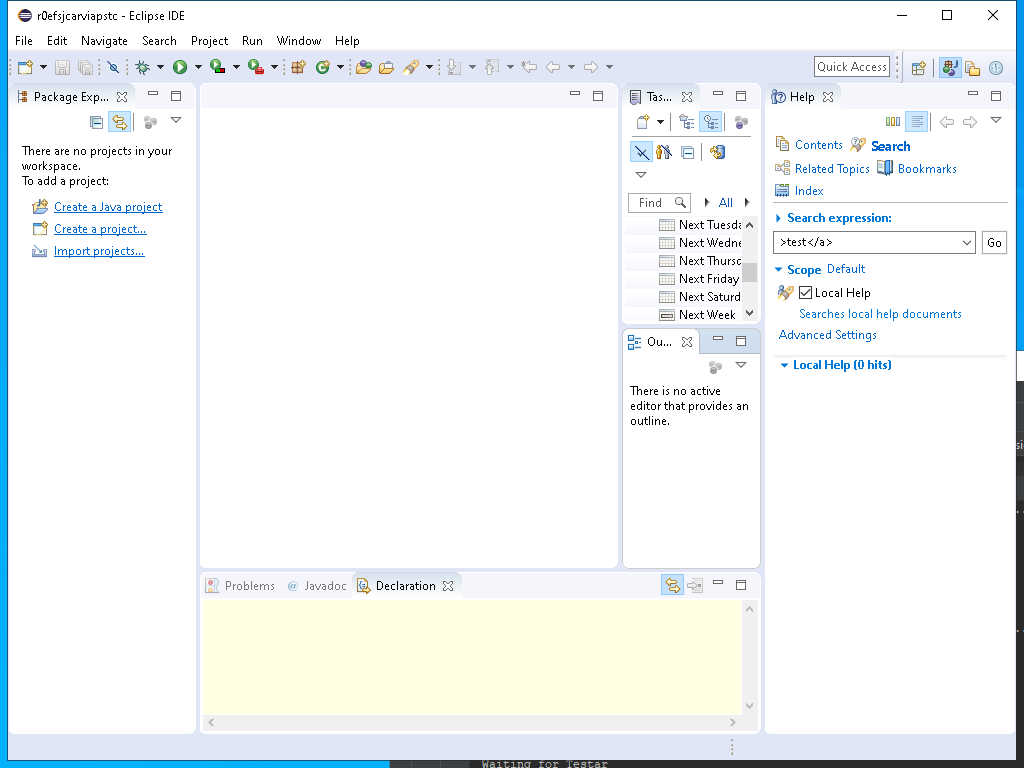 r0efsjcarviapstc - Eclipse IDE
File Edit Navigate Search Project Run Window Help
Quick Access
Package Exp...
There are no projects in your
workspace.
To add a project:
Create a Java project
Create a project...
Import projects...
Tas...
Find
All
Next Tuesda
Next Wedne
Next Thursd
Next Friday
Next Saturd
Next Week
Ou...
There is no active
editor that provides an
outline.
Problems @ Javadoc Declaration
Help
Contents Search
Related Topics Bookmarks
Index
Search expression:
>test</a>
Go
Scope Default
Local Help
Searches local help documents
Advanced Settings
Local Help (0 hits)
si
Waiting for Testar